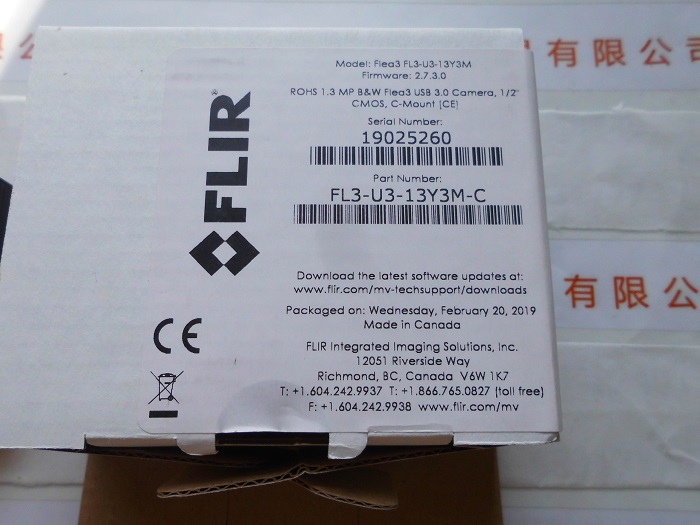 Model: Flea3 FL3-U3-13Y3M
Firmware: 2.7.3.0
ROHS 1.3 MP B&W Flea3 USB 3.0 Camera, 1/2"
CMOS, C-Mount (CE)
Serial Number:
19025260
Part Number:
FL3-U3-13Y3M-C
FLIR®
Download the latest software updates at:
www.flir.com/mv-techsupport/downloads
Packaged on: Wednesday, February 20, 2019
Made in Canada
CE
FLIR Integrated Imaging Solutions, Inc.
12051 Riverside Way
Richmond, BC, Canada V6W 1K7
T: +1.604.242.9937 T: +1.866.765.0827 (toll free)
F: +1.604.242.9938 www.flir.com/mv
有限公司
有限公